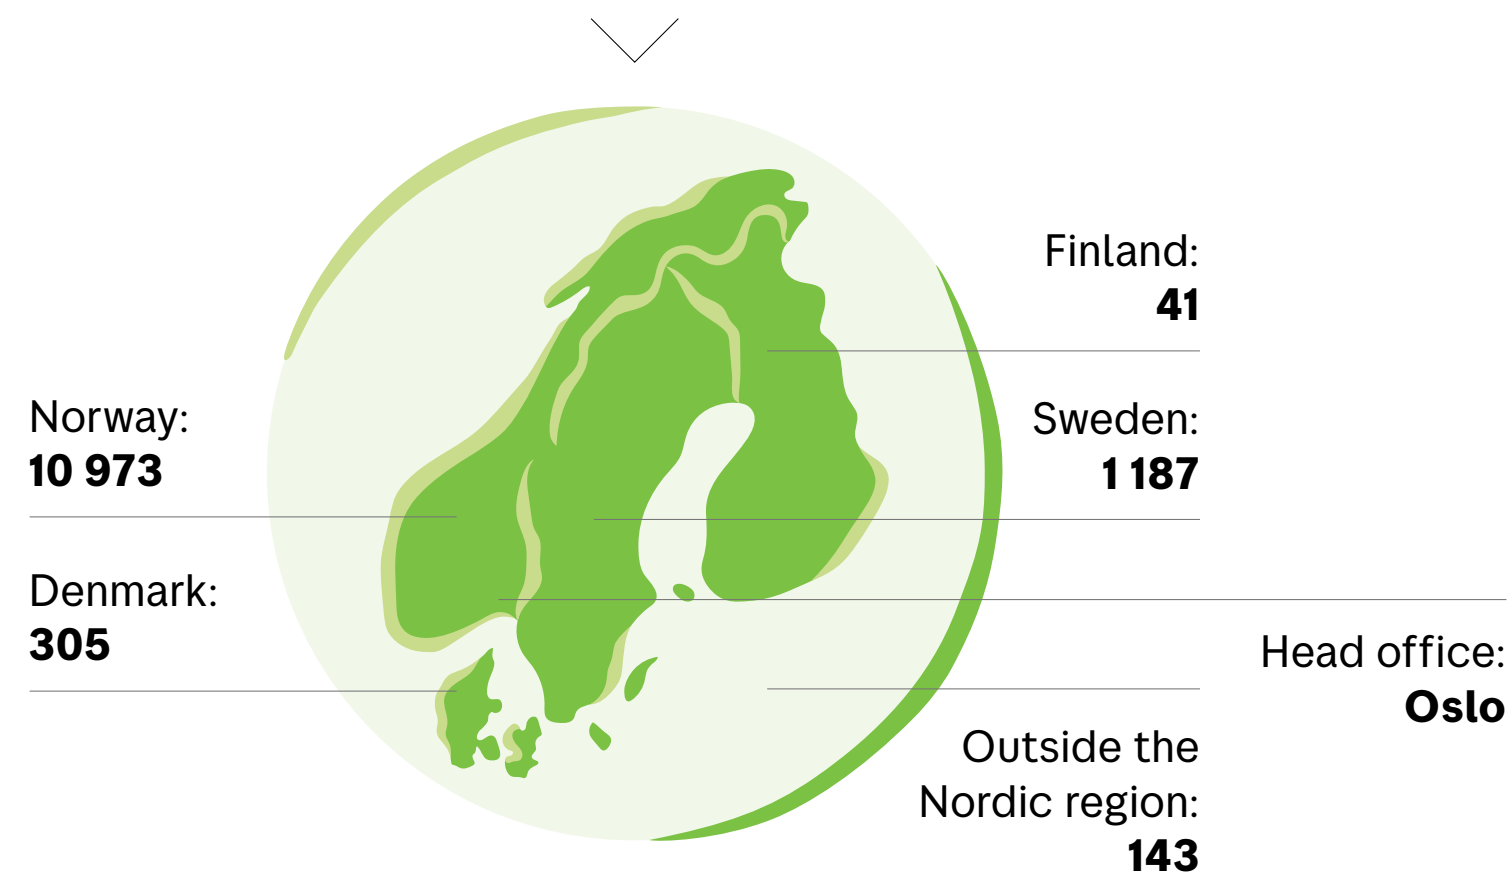 Finland:
41
Norway:
10 973
Sweden:
1 187
Denmark:
305
Head office:
Oslo
Outside the
Nordic region:
143